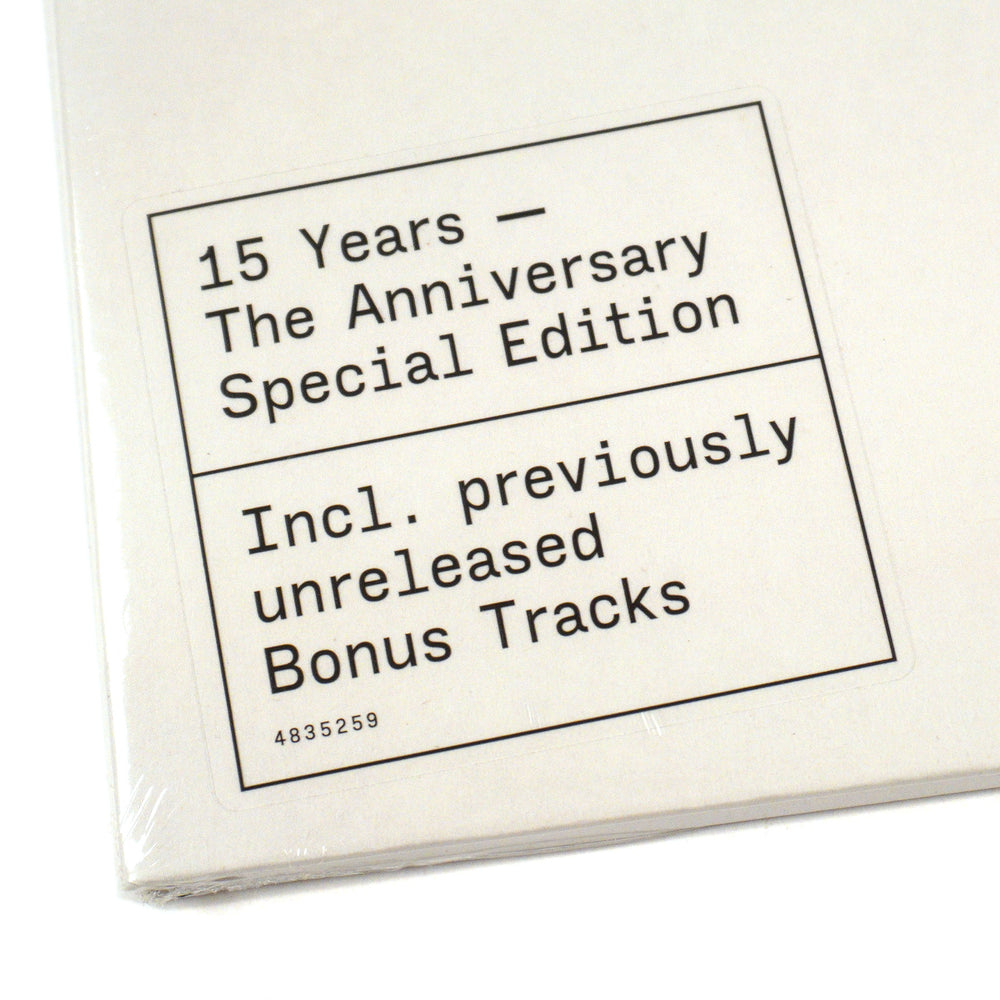 15 Years —
The Anniversary
Special Edition
Incl. previously
unreleased
Bonus Tracks
4835259